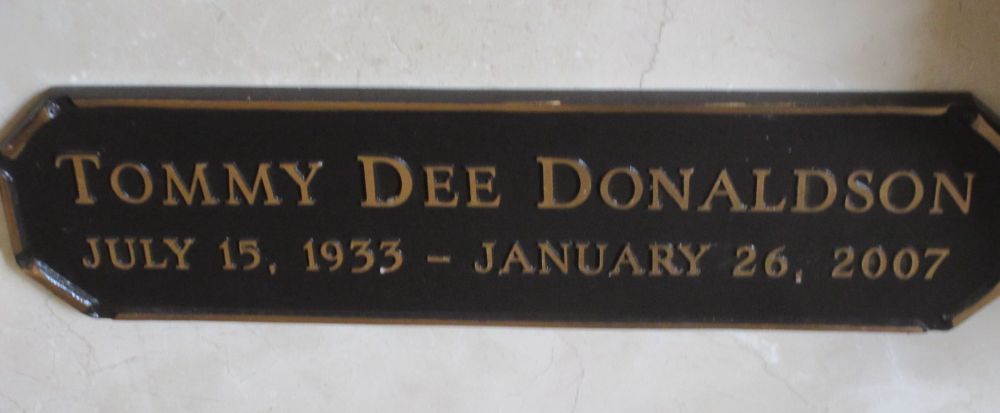 TOMMY DEE DONALDSON
JULY 15, 1933 – JANUARY 26, 2007